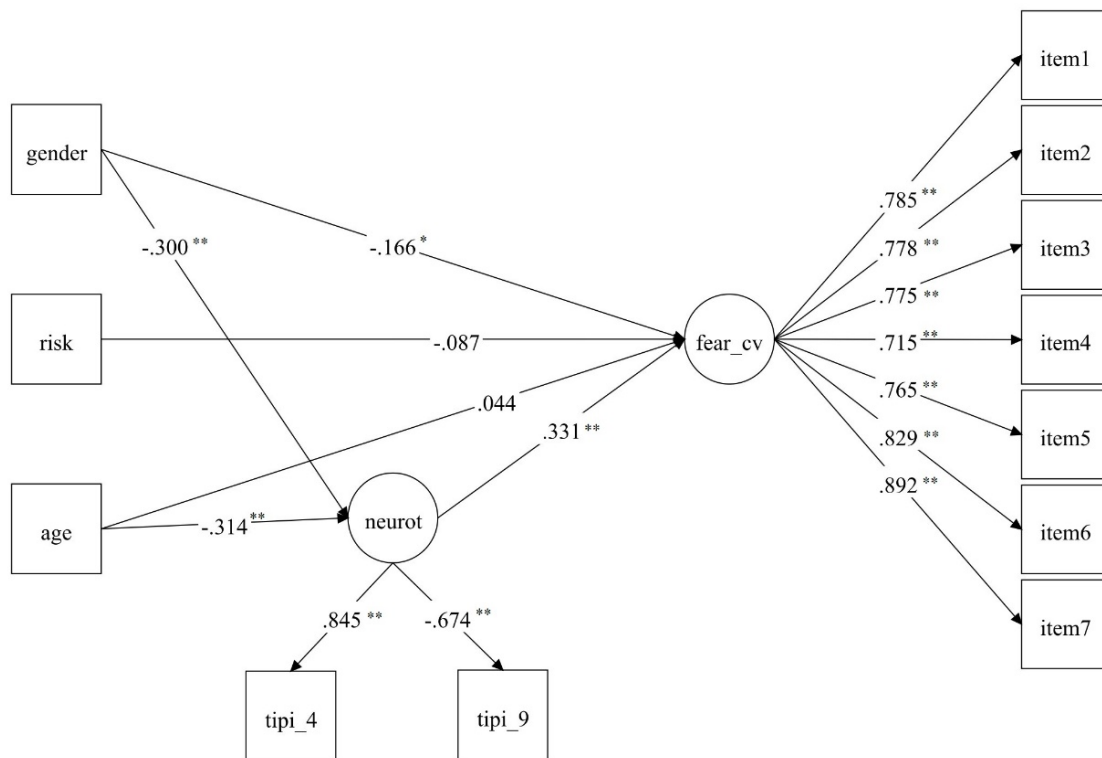 item1
gender
item2
.785 **
-.300 **
-.166 *
.778 **
item3
.775 **
risk
-.087
fear_cv
.715 **
item4
.765 **
.044
.331 **
.829 **
item5
.892 **
age
-.314 **
neurot
item6
.845 **
-.674 **
item7
tipi_4
tipi_9